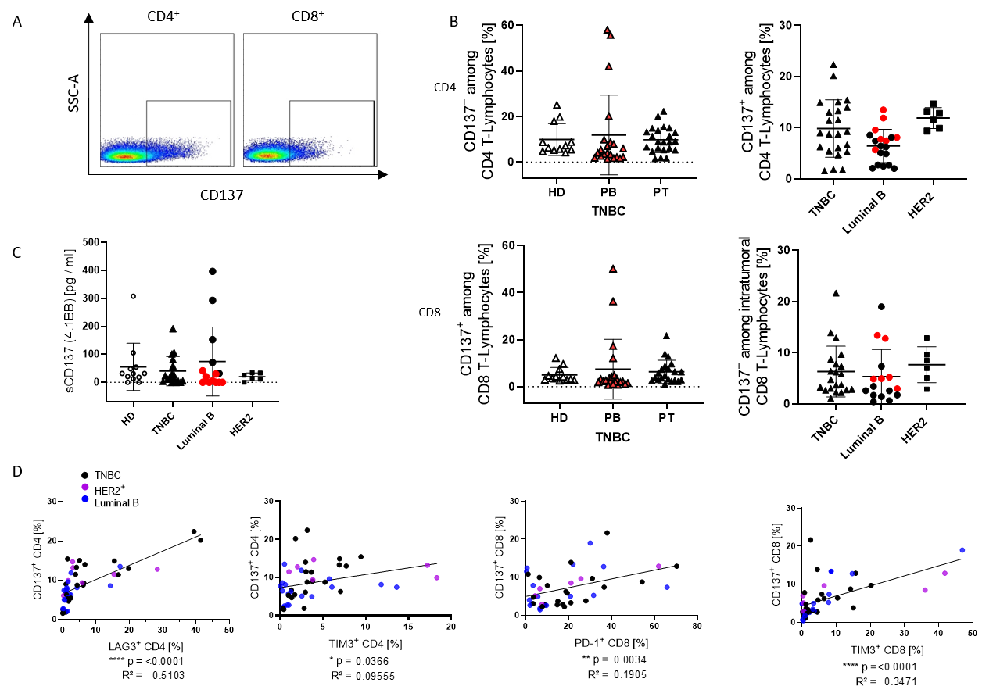 A
CD4⁺
CD8⁺
SSC-A
CD137
B
CD4
CD137⁺ among
CD4 T-Lymphocytes [%]
60
40
20
0
HD
PB
PT
TNBC
CD137⁺ among
CD4 T-Lymphocytes [%]
30
20
10
0
TNBC
Luminal B
HER2
C
sCD137 (4.1BB) [pg / ml]
500
400
300
200
100
0
HD
TNBC
Luminal B
HER2
CD8
CD137⁺ among
CD8 T-Lymphocytes [%]
60
40
20
0
HD
PB
PT
TNBC
CD137⁺ among intratumoral
CD8 T-Lymphocytes [%]
30
20
10
0
TNBC
Luminal B
HER2
D
TNBC
HER2⁺
Luminal B
CD137⁺ CD4 [%]
30
20
10
0
0 10 20 30 40 50
LAG3⁺ CD4 [%]
**** p = <0.0001
R² = 0.5103
CD137⁺ CD4 [%]
30
20
10
0
0 5 10 15 20
TIM3⁺ CD4 [%]
* p = 0.0366
R² = 0.09555
CD137⁺ CD8 [%]
30
20
10
0
0 20 40 60 80
PD-1⁺ CD8 [%]
** p = 0.0034
R² = 0.1905
CD137⁺ CD8 [%]
30
20
10
0
0 10 20 30 40 50
TIM3⁺ CD8 [%]
**** p =<0.0001
R² = 0.3471